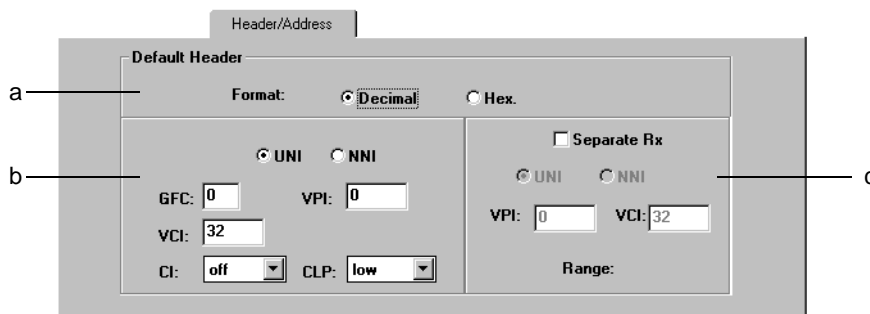 Header/Address
Default Header
a
Format: Decimal Hex.
b
UNI NNI
GFC: 0 VPI: 0
VCI: 32
CI: off CLP: low
Separate Rx
UNI NNI
VPI: 0 VCI: 32
Range: